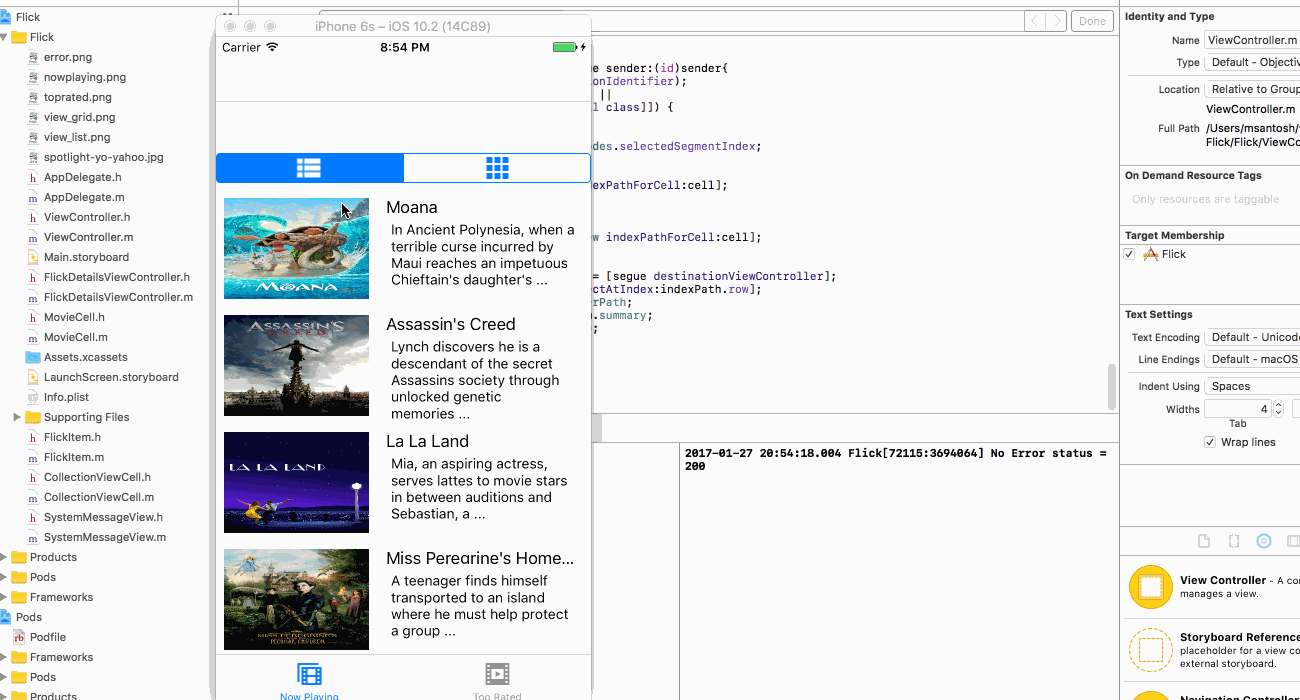 Flick
Flick
error.png
nowplaying.png
toprated.png
view_grid.png
view_list.png
spotlight-yo-yahoo.jpg
h AppDelegate.h
m AppDelegate.m
h ViewController.h
m ViewController.m
Main.storyboard
h FlickDetailsViewController.h
m FlickDetailsViewController.m
h MovieCell.h
m MovieCell.m
Assets.xcassets
LaunchScreen.storyboard
Info.plist
Supporting Files
h FlickItem.h
m FlickItem.m
h CollectionViewCell.h
m CollectionViewCell.m
h SystemMessageView.h
m SystemMessageView.m
Products
Pods
Frameworks
Pods
rb Podfile
Frameworks
Pods
Products
iPhone 6s – iOS 10.2 (14C89)
Carrier
8:54 PM
Moana
In Ancient Polynesia, when a
terrible curse incurred by
Maui reaches an impetuous
Chieftain's daughter's ...
MOANA
Assassin's Creed
Lynch discovers he is a
descendant of the secret
Assassins society through
unlocked genetic
memories ...
ASSASSIN'S
CREED
La La Land
Mia, an aspiring actress,
serves lattes to movie stars
in between auditions and
Sebastian, a ...
LA LA LAND
Miss Peregrine's Home...
A teenager finds himself
transported to an island
where he must help protect
a group ...
Now Playing
Top Rated
Done
e sender:(id)sender{
onIdentifier);
||
l class]]) {
des.selectedSegmentIndex;
exPathForCell:cell];
w indexPathForCell:cell];
= [segue destinationViewController];
ctAtIndex:indexPath.row];
erPath;
.summary;
;
2017-01-27 20:54:18.004 Flick[72115:3694064] No Error status =
200
Identity and Type
Name ViewController.m
Type Default - Objectiv
Location Relative to Group
ViewController.m
Full Path /Users/msantosh/
Flick/Flick/ViewCo
On Demand Resource Tags
Only resources are taggable
Target Membership
Flick
Text Settings
Text Encoding Default - Unicod
Line Endings Default - macOS
Indent Using Spaces
Widths 4
Tab
Wrap lines
View Controller - A co
manages a view.
Storyboard Reference
placeholder for a view co
external storyboard.
Navigation Controller